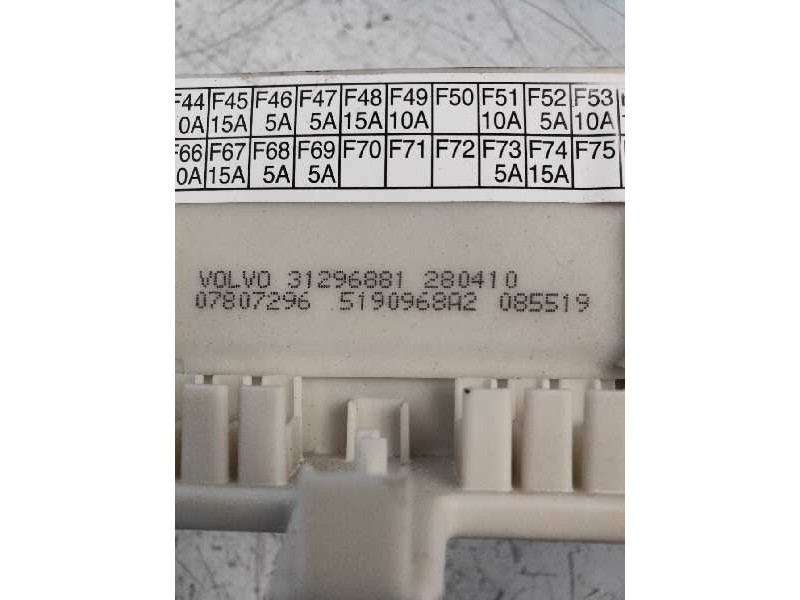 F44 F45 F46 F47 F48 F49 F50 F51 F52 F53
0A 15A 5A 5A 15A 10A 10A 5A 10A
F66 F67 F68 F69 F70 F71 F72 F73 F74 F75
0A 15A 5A 5A 5A 15A
VOLVO 31296881 280410
07807296 5190968A2 085519